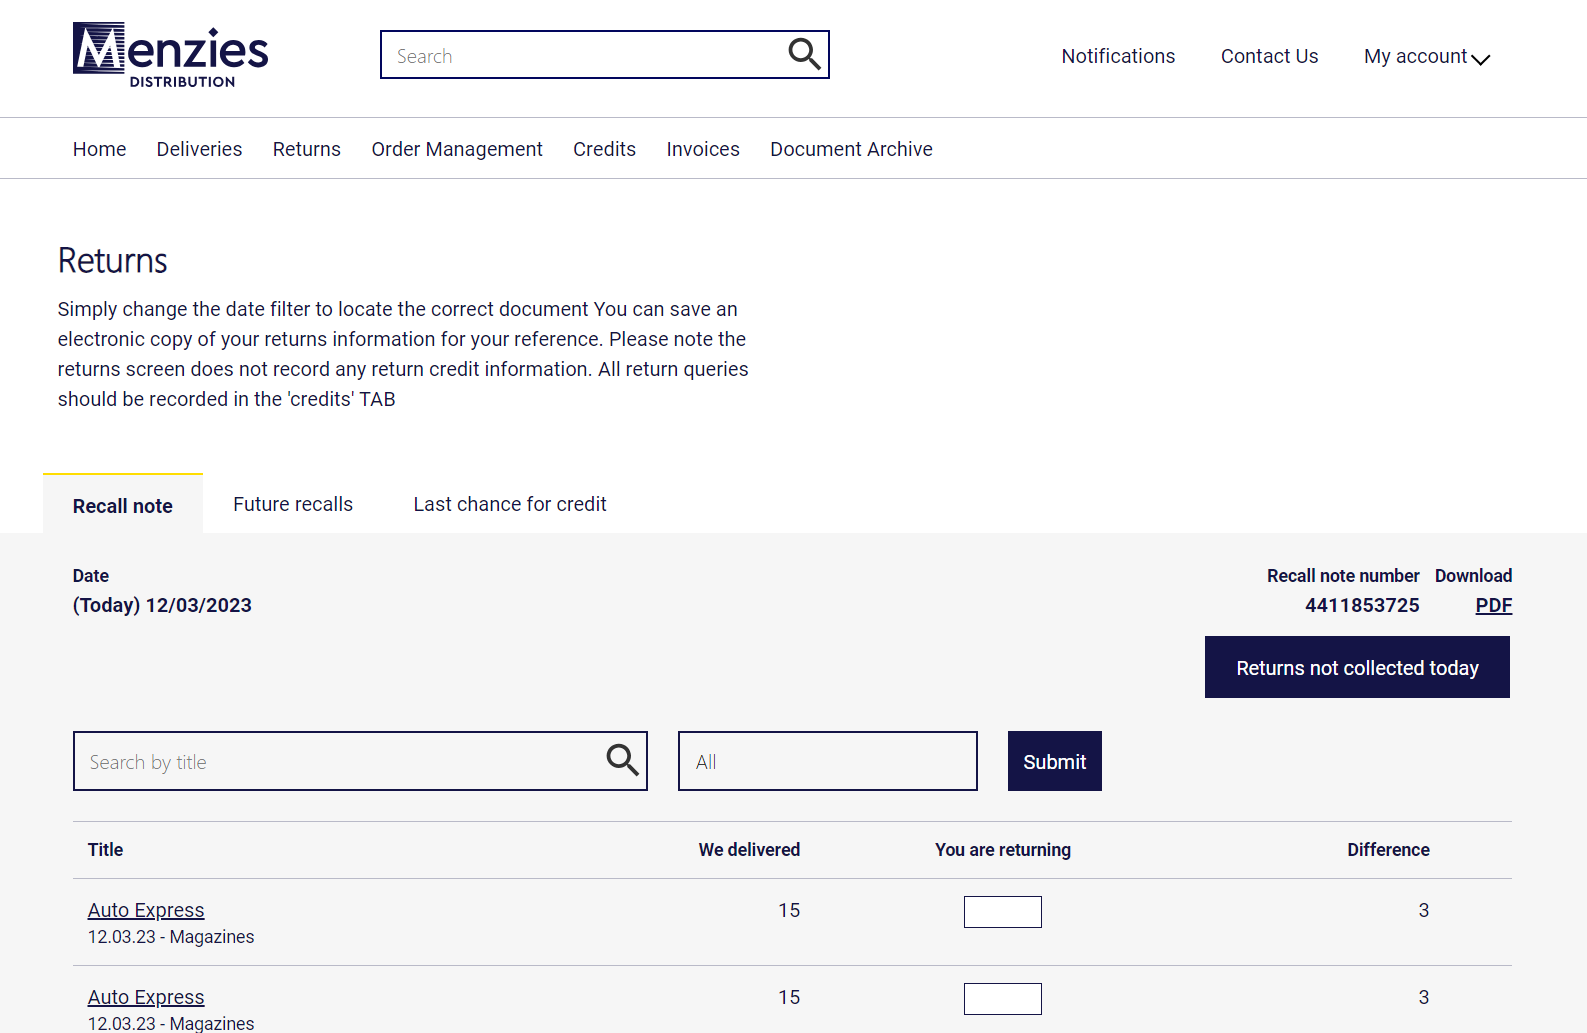 Menzies
DISTRIBUTION
Search
Notifications
Contact Us
My account
Home
Deliveries
Returns
Order Management
Credits
Invoices
Document Archive
Returns
Simply change the date filter to locate the correct document You can save an
electronic copy of your returns information for your reference. Please note the
returns screen does not record any return credit information. All return queries
should be recorded in the 'credits' TAB
Recall note
Future recalls
Last chance for credit
Date
(Today) 12/03/2023
Recall note number
4411853725
Download
PDF
Returns not collected today
Search by title
All
Submit
Title
We delivered
You are returning
Difference
Auto Express
12.03.23 - Magazines
15
3
Auto Express
12.03.23 - Magazines
15
3